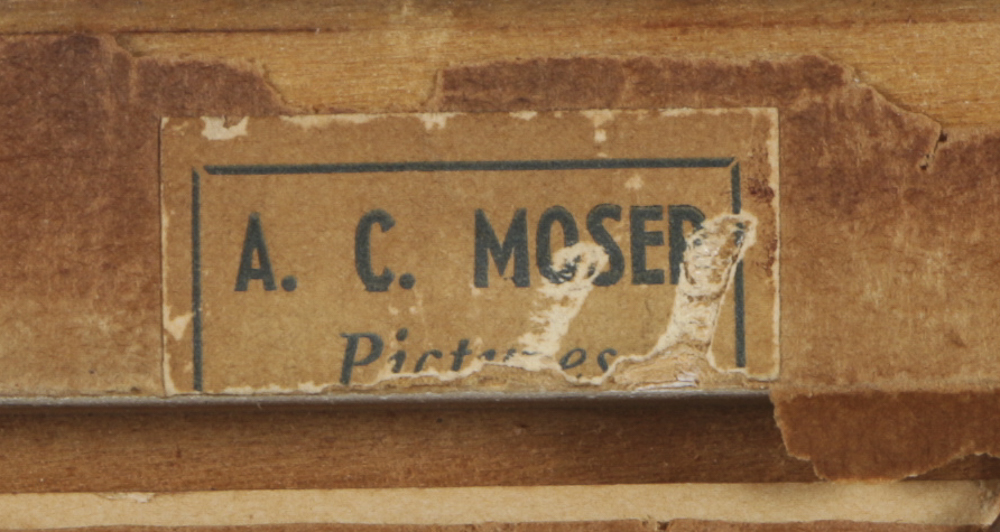 A. C. MOSER
Pictures